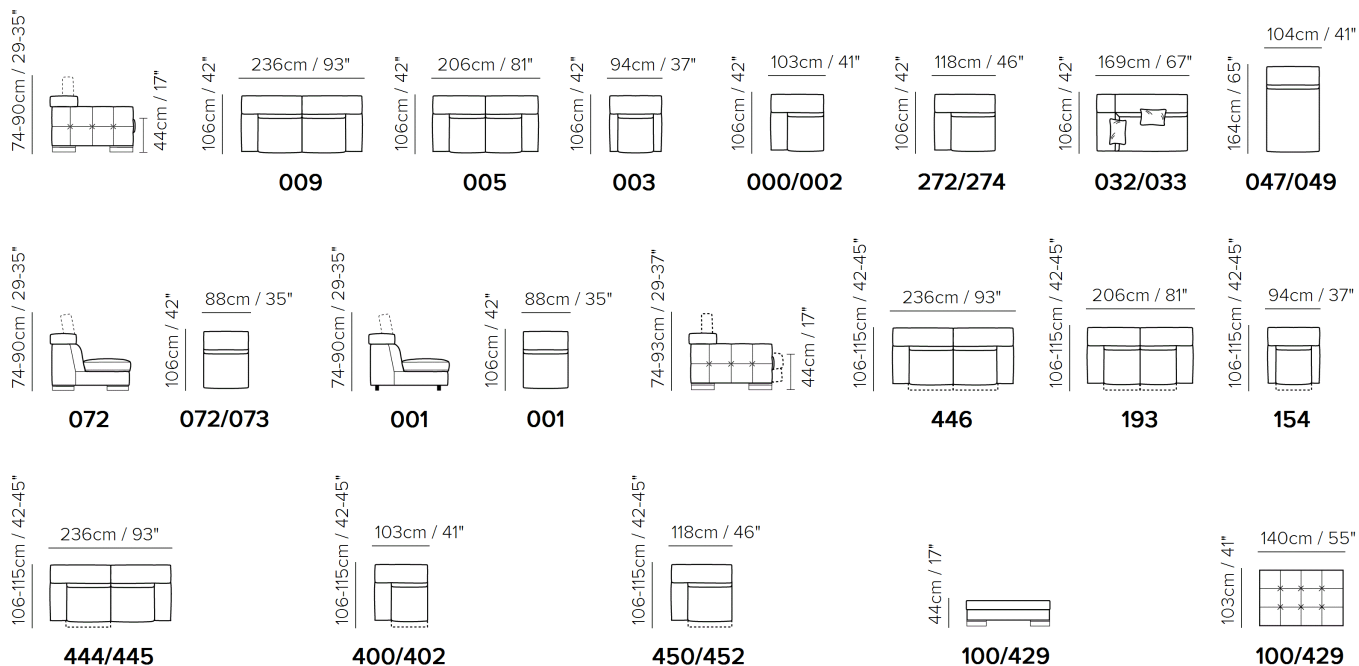 74-90cm / 29-35"
44cm / 17"
106cm / 42"
236cm / 93"
009
106cm / 42"
206cm / 81"
005
106cm / 42"
94cm / 37"
003
106cm / 42"
103cm / 41"
000/002
106cm / 42"
118cm / 46"
272/274
106cm / 42"
169cm / 67"
032/033
164cm / 65"
104cm / 41"
047/049
74-90cm / 29-35"
072
106cm / 42"
88cm / 35"
072/073
74-90cm / 29-35"
001
106cm / 42"
88cm / 35"
001
74-93cm / 29-37"
44cm / 17"
106-115cm / 42-45"
236cm / 93"
446
106-115cm / 42-45"
206cm / 81"
193
106-115cm / 42-45"
94cm / 37"
154
106-115cm / 42-45"
236cm / 93"
444/445
106-115cm / 42-45"
103cm / 41"
400/402
106-115cm / 42-45"
118cm / 46"
450/452
44cm / 17"
100/429
103cm / 41"
140cm / 55"
100/429